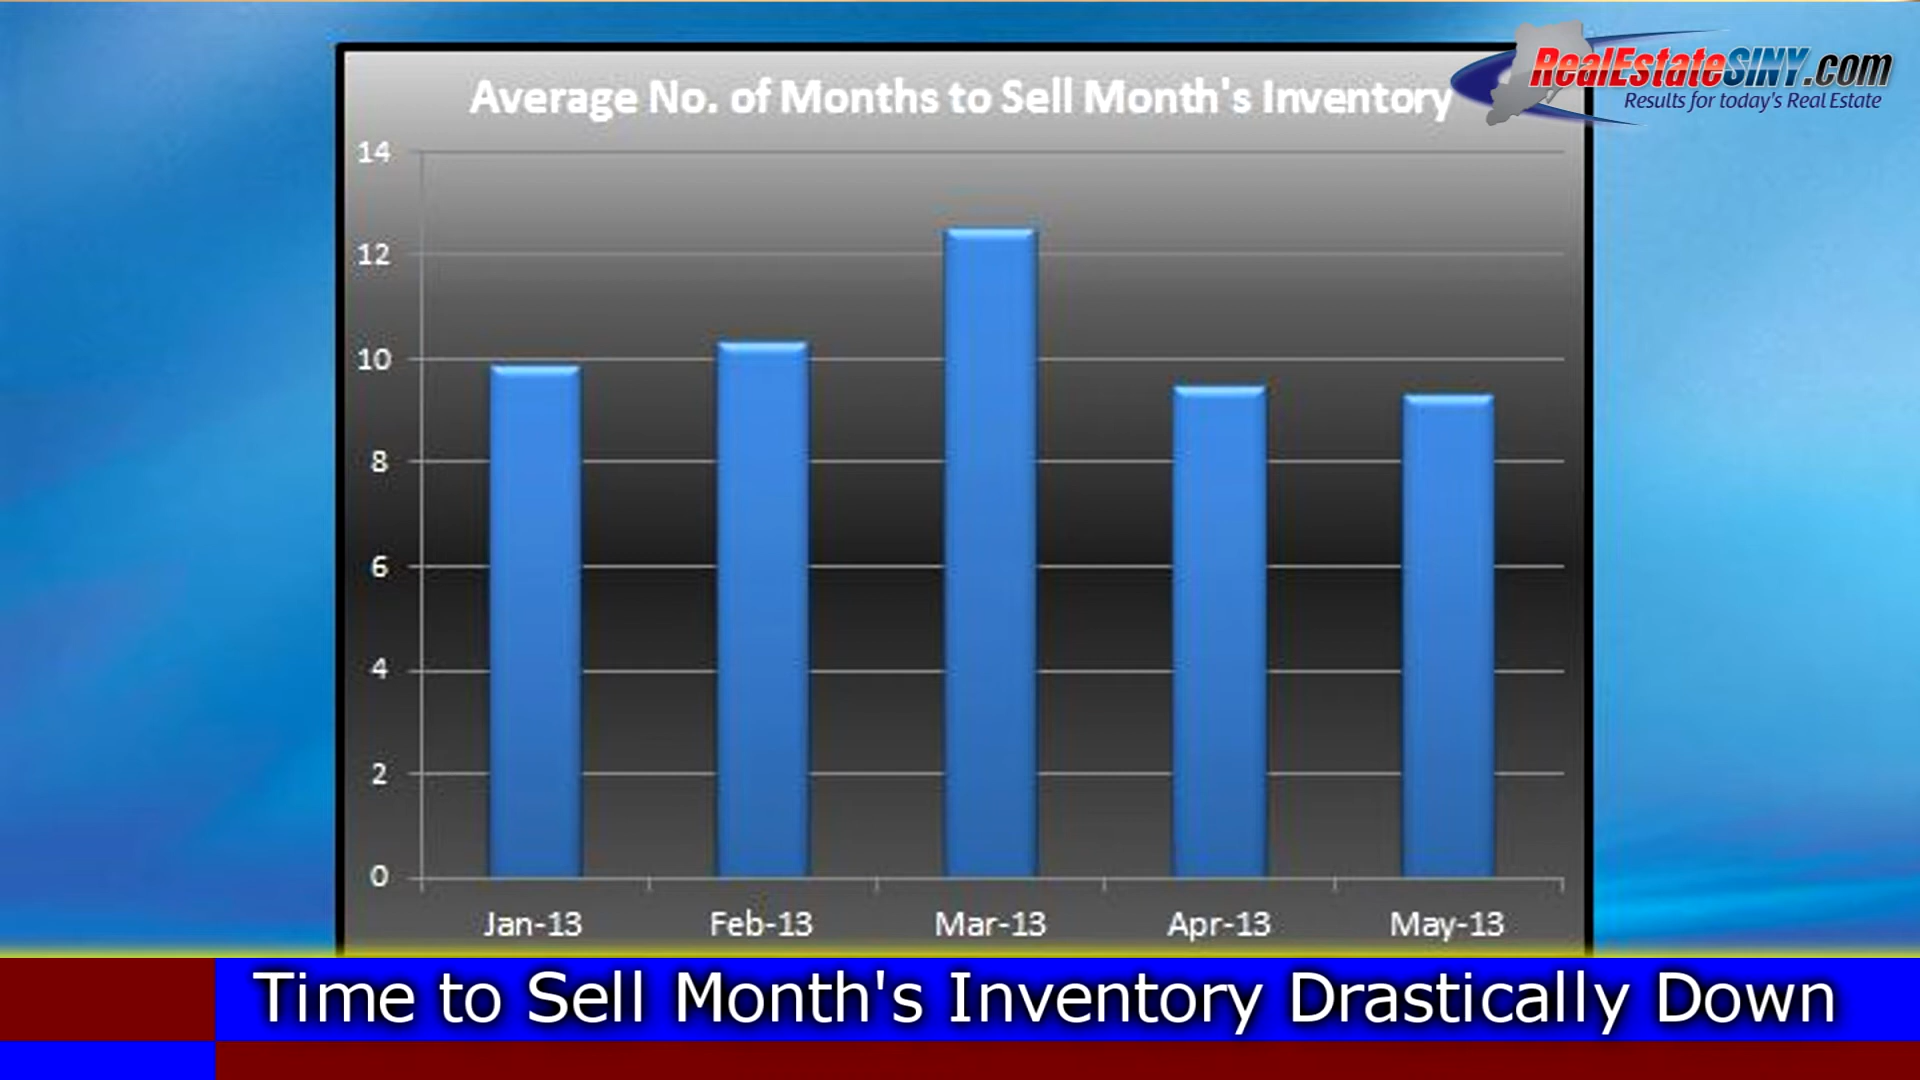 RealEstateSINY.com
Results for today's Real Estate
Average No. of Months to Sell Month's Inventory
14
12
10
8
6
4
2
0
Jan-13 Feb-13 Mar-13 Apr-13 May-13
Time to Sell Month's Inventory Drastically Down